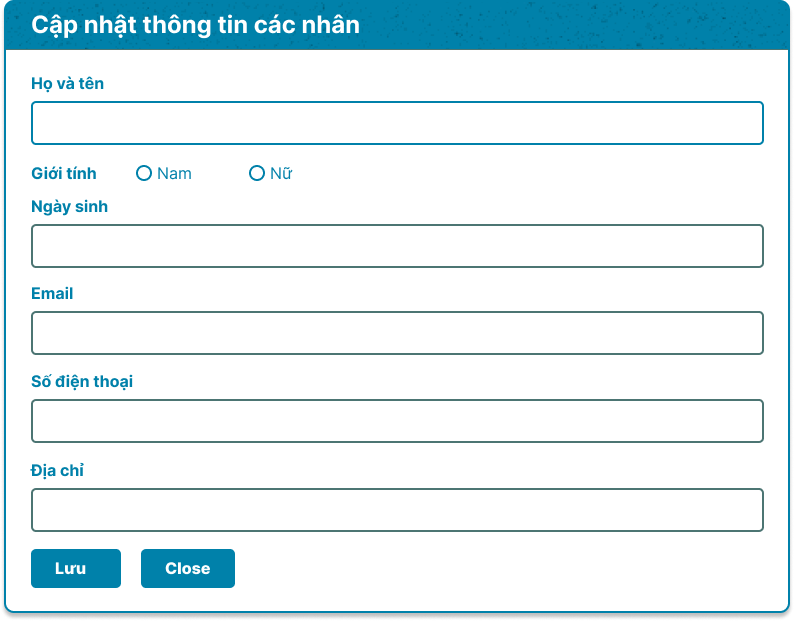 Cập nhật thông tin các nhân
Họ và tên
Giới tính Nam Nữ
Ngày sinh
Email
Số điện thoại
Địa chỉ
Lưu Close